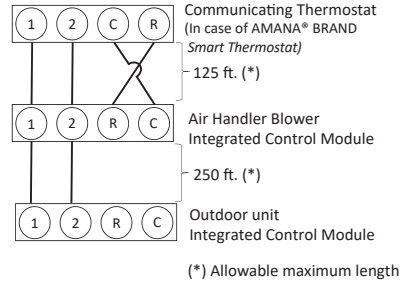 1 2 C R
Communicating Thermostat
(In case of AMANA® BRAND
Smart Thermostat)
125 ft. (*)
1 2 R C
Air Handler Blower
Integrated Control Module
250 ft. (*)
1 2 R C
Outdoor unit
Integrated Control Module
(*) Allowable maximum length